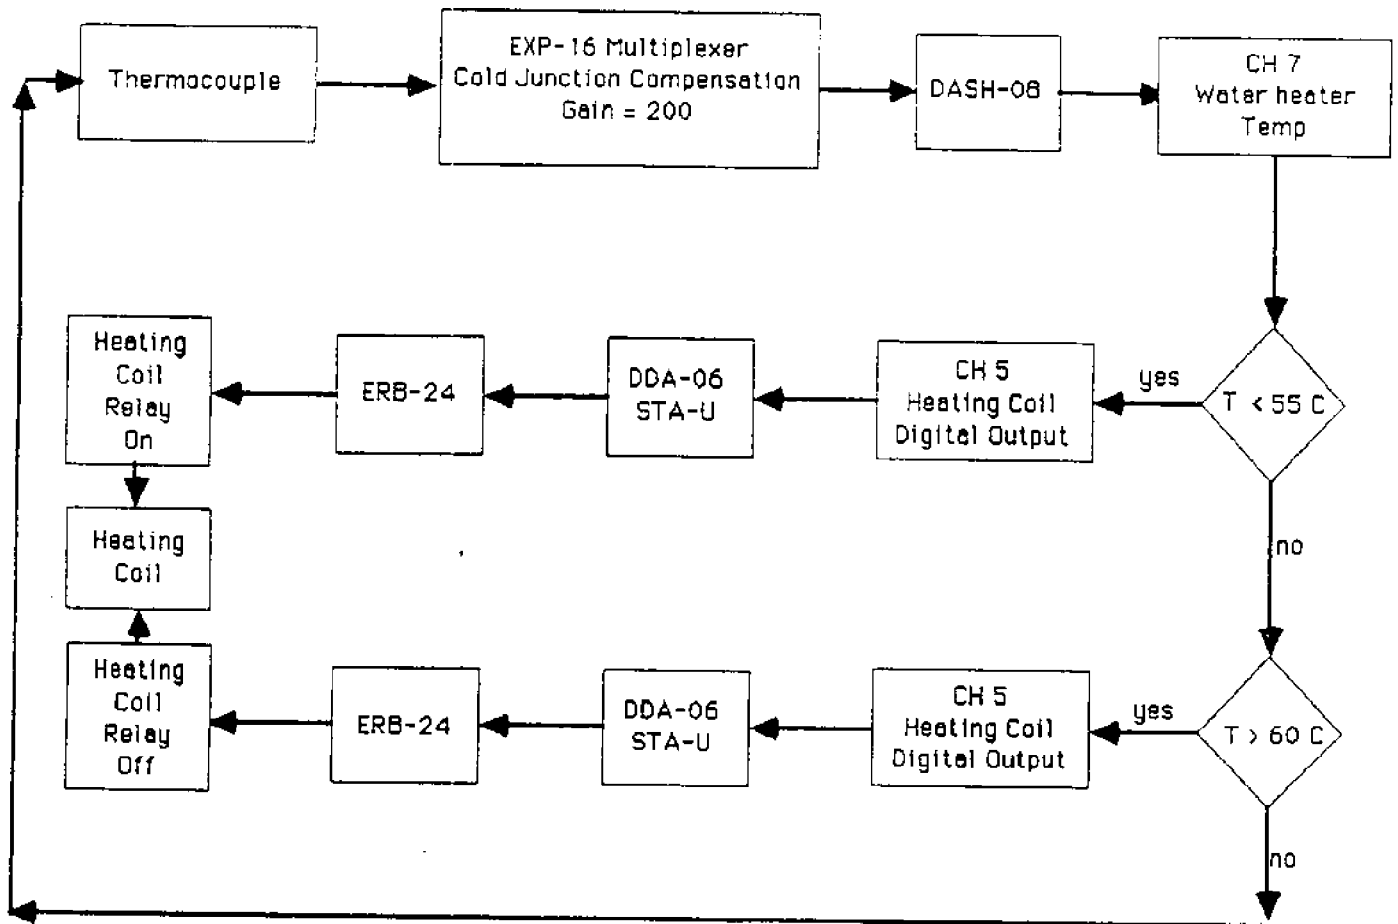 Thermocouple
EXP-16 Multiplexer
Cold Junction Compensation
Gain = 200
DASH-08
CH 7
Water heater
Temp
Heating
Coil
Relay
On
ERB-24
DDA-06
STA-U
CH 5
Heating Coil
Digital Output
yes
T < 55 C
no
Heating
Coil
Heating
Coil
Relay
Off
ERB-24
DDA-06
STA-U
CH 5
Heating Coil
Digital Output
yes
T > 60 C
no